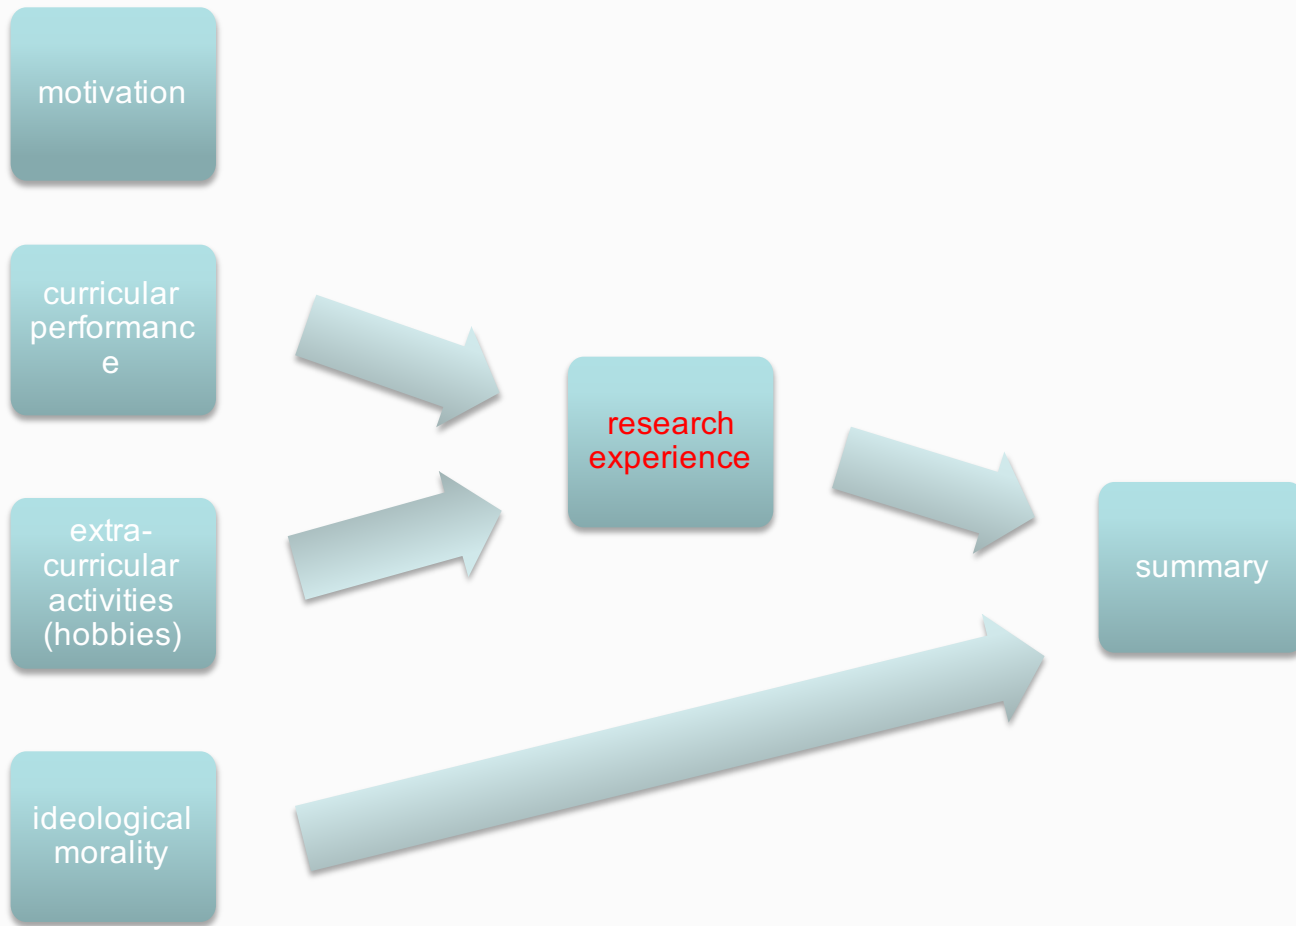 motivation
curricular
performanc
e
extra-
curricular
activities
(hobbies)
ideological
morality
research
experience
summary